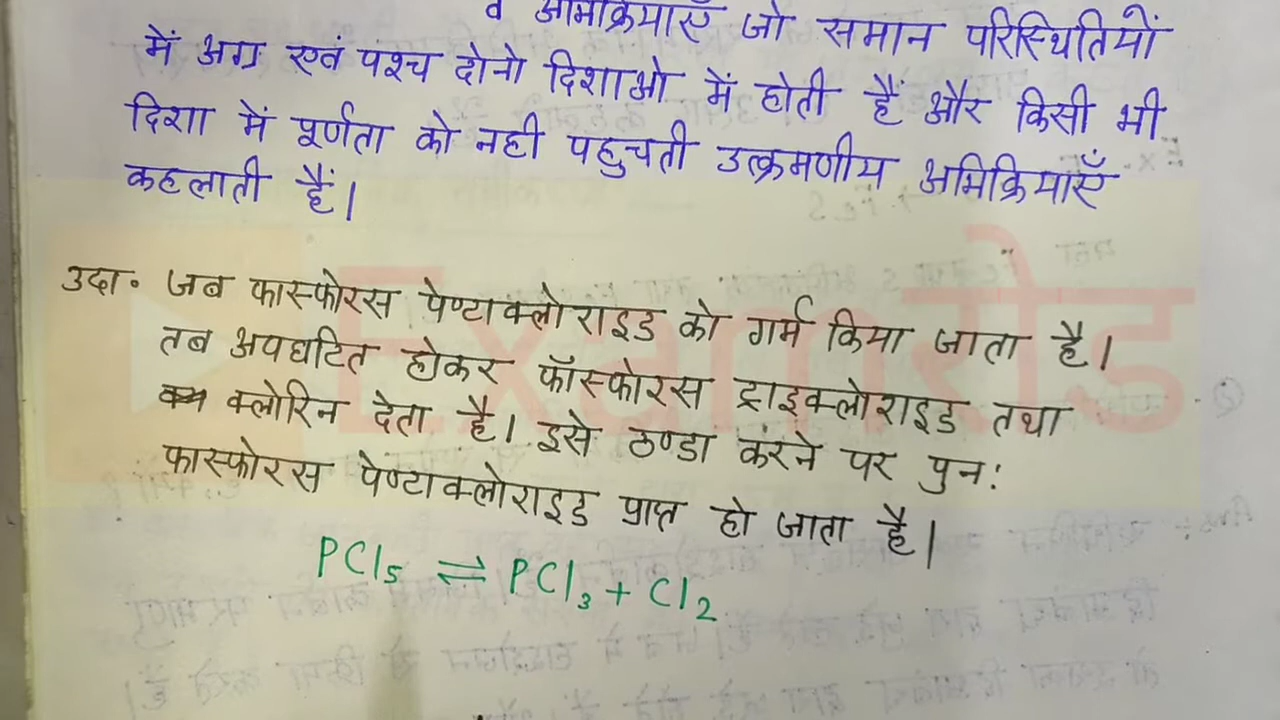 वे अभिक्रियाएँ जो समान परिस्थितियों
में अग्र एवं पश्च दोनो दिशाओ में होती हैं और किसी भी
दिशा में पूर्णता को नही पहुचती उत्क्रमणीय अभिक्रियाएँ
कहलाती हैं।
उदा॰ जब फास्फोरस पेण्टाक्लोराइड को गर्म किया जाता है।
तब अपघटित होकर फॉस्फोरस ट्राइक्लोराइड तथा
क्लोरिन देता है। इसे ठण्डा करने पर पुन:
फास्फोरस पेण्टाक्लोराइड प्राप्त हो जाता है।
PCl₅ ⇌ PCl₃ + Cl₂
Examरोड